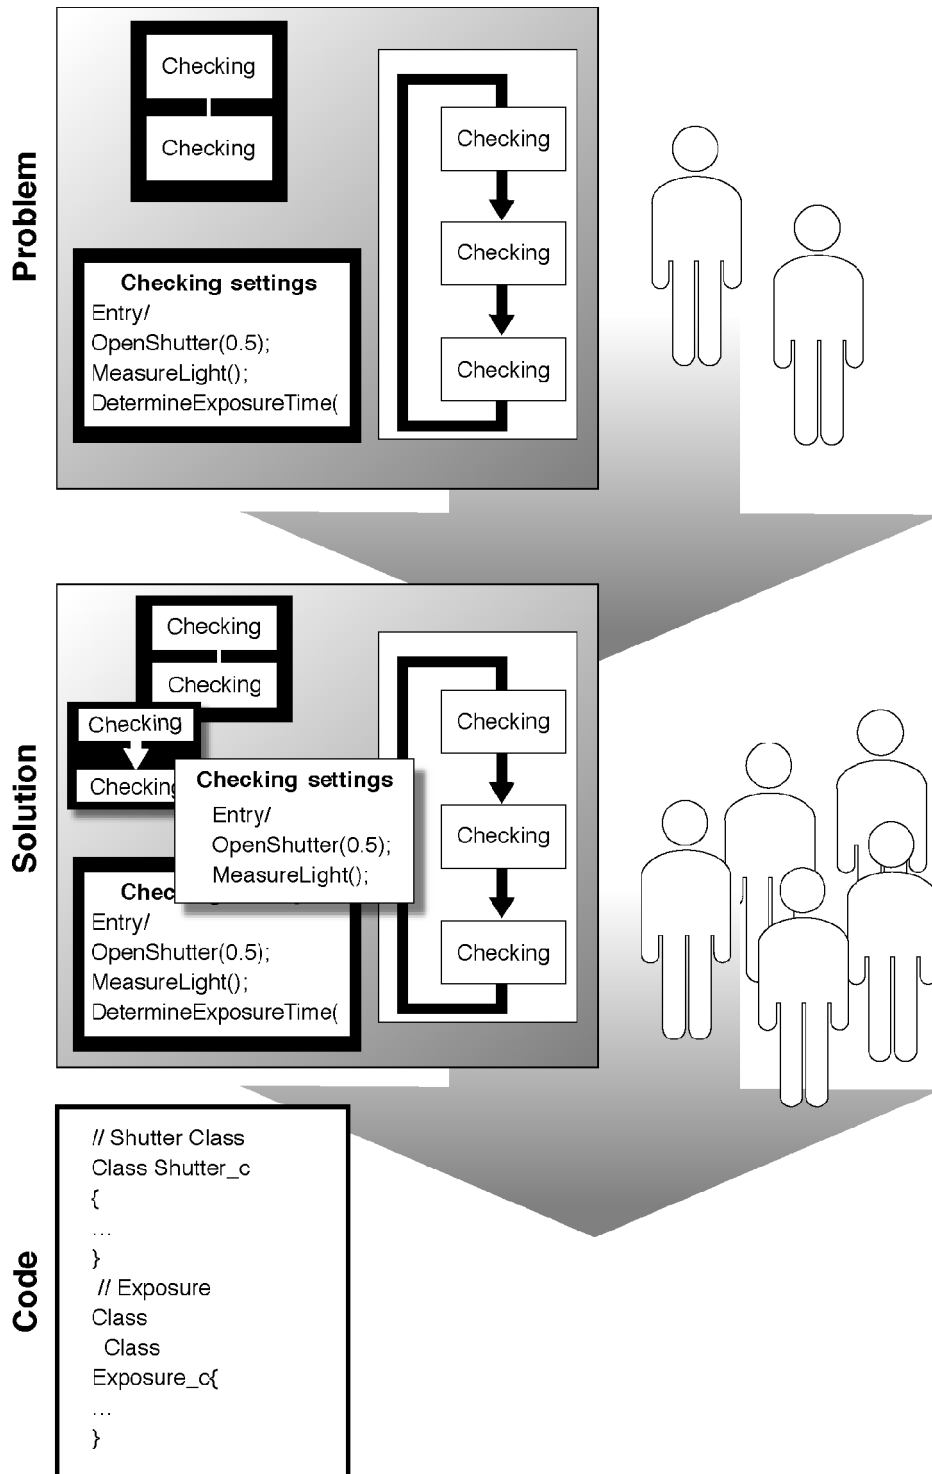 Problem
Checking
Checking
Checking settings
Entry/
OpenShutter(0.5);
MeasureLight();
DetermineExposureTime(
Checking
Checking
Checking
Solution
Checking
Checking
Checking
Checking
Checking settings
Entry/
OpenShutter(0.5);
MeasureLight();
Chec
Entry/
OpenShutter(0.5);
MeasureLight();
DetermineExposureTime(
Checking
Checking
Checking
Code
// Shutter Class
Class Shutter_c
{
...
}
// Exposure
Class
Class
Exposure_c{
...
}